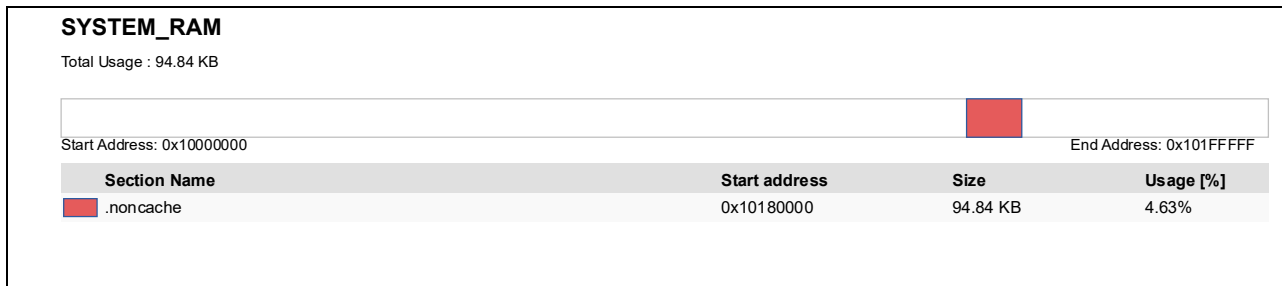 SYSTEM_RAM
Total Usage : 94.84 KB
Start Address: 0x10000000 End Address: 0x101FFFFF
Section Name Start address Size Usage [%]
.noncache 0x10180000 94.84 KB 4.63%